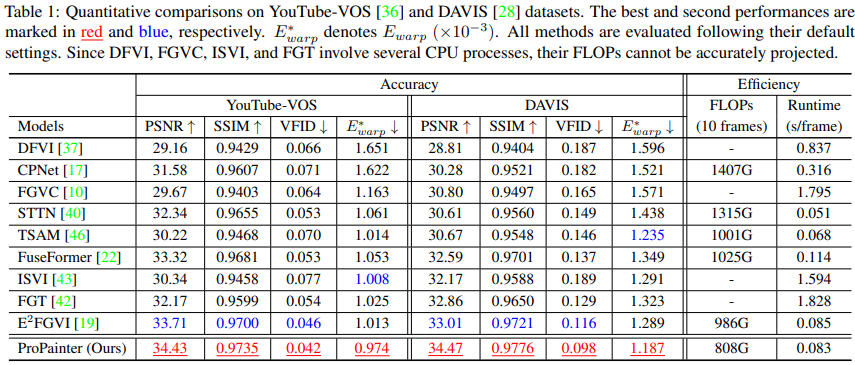 Table 1: Quantitative comparisons on YouTube-VOS [36] and DAVIS [28] datasets. The best and second performances are
marked in red and blue, respectively. E*warp denotes Ewarp (×10−3). All methods are evaluated following their default
settings. Since DFVI, FGVC, ISVI, and FGT involve several CPU processes, their FLOPs cannot be accurately projected.
Accuracy Efficiency
YouTube-VOS DAVIS FLOPs Runtime
Models PSNR ↑ SSIM ↑ VFID ↓ E*warp ↓ PSNR ↑ SSIM ↑ VFID ↓ E*warp ↓ (10 frames) (s/frame)
DFVI [37] 29.16 0.9429 0.066 1.651 28.81 0.9404 0.187 1.596 - 0.837
CPNet [17] 31.58 0.9607 0.071 1.622 30.28 0.9521 0.182 1.521 1407G 0.316
FGVC [10] 29.67 0.9403 0.064 1.163 30.80 0.9497 0.165 1.571 - 1.795
STTN [40] 32.34 0.9655 0.053 1.061 30.61 0.9560 0.149 1.438 1315G 0.051
TSAM [46] 30.22 0.9468 0.070 1.014 30.67 0.9548 0.146 1.235 1001G 0.068
FuseFormer [22] 33.32 0.9681 0.053 1.053 32.59 0.9701 0.137 1.349 1025G 0.114
ISVI [43] 30.34 0.9458 0.077 1.008 32.17 0.9588 0.189 1.291 - 1.594
FGT [42] 32.17 0.9599 0.054 1.025 32.86 0.9650 0.129 1.323 - 1.828
E²FGVI [19] 33.71 0.9700 0.046 1.013 33.01 0.9721 0.116 1.289 986G 0.085
ProPainter (Ours) 34.43 0.9735 0.042 0.974 34.47 0.9776 0.098 1.187 808G 0.083